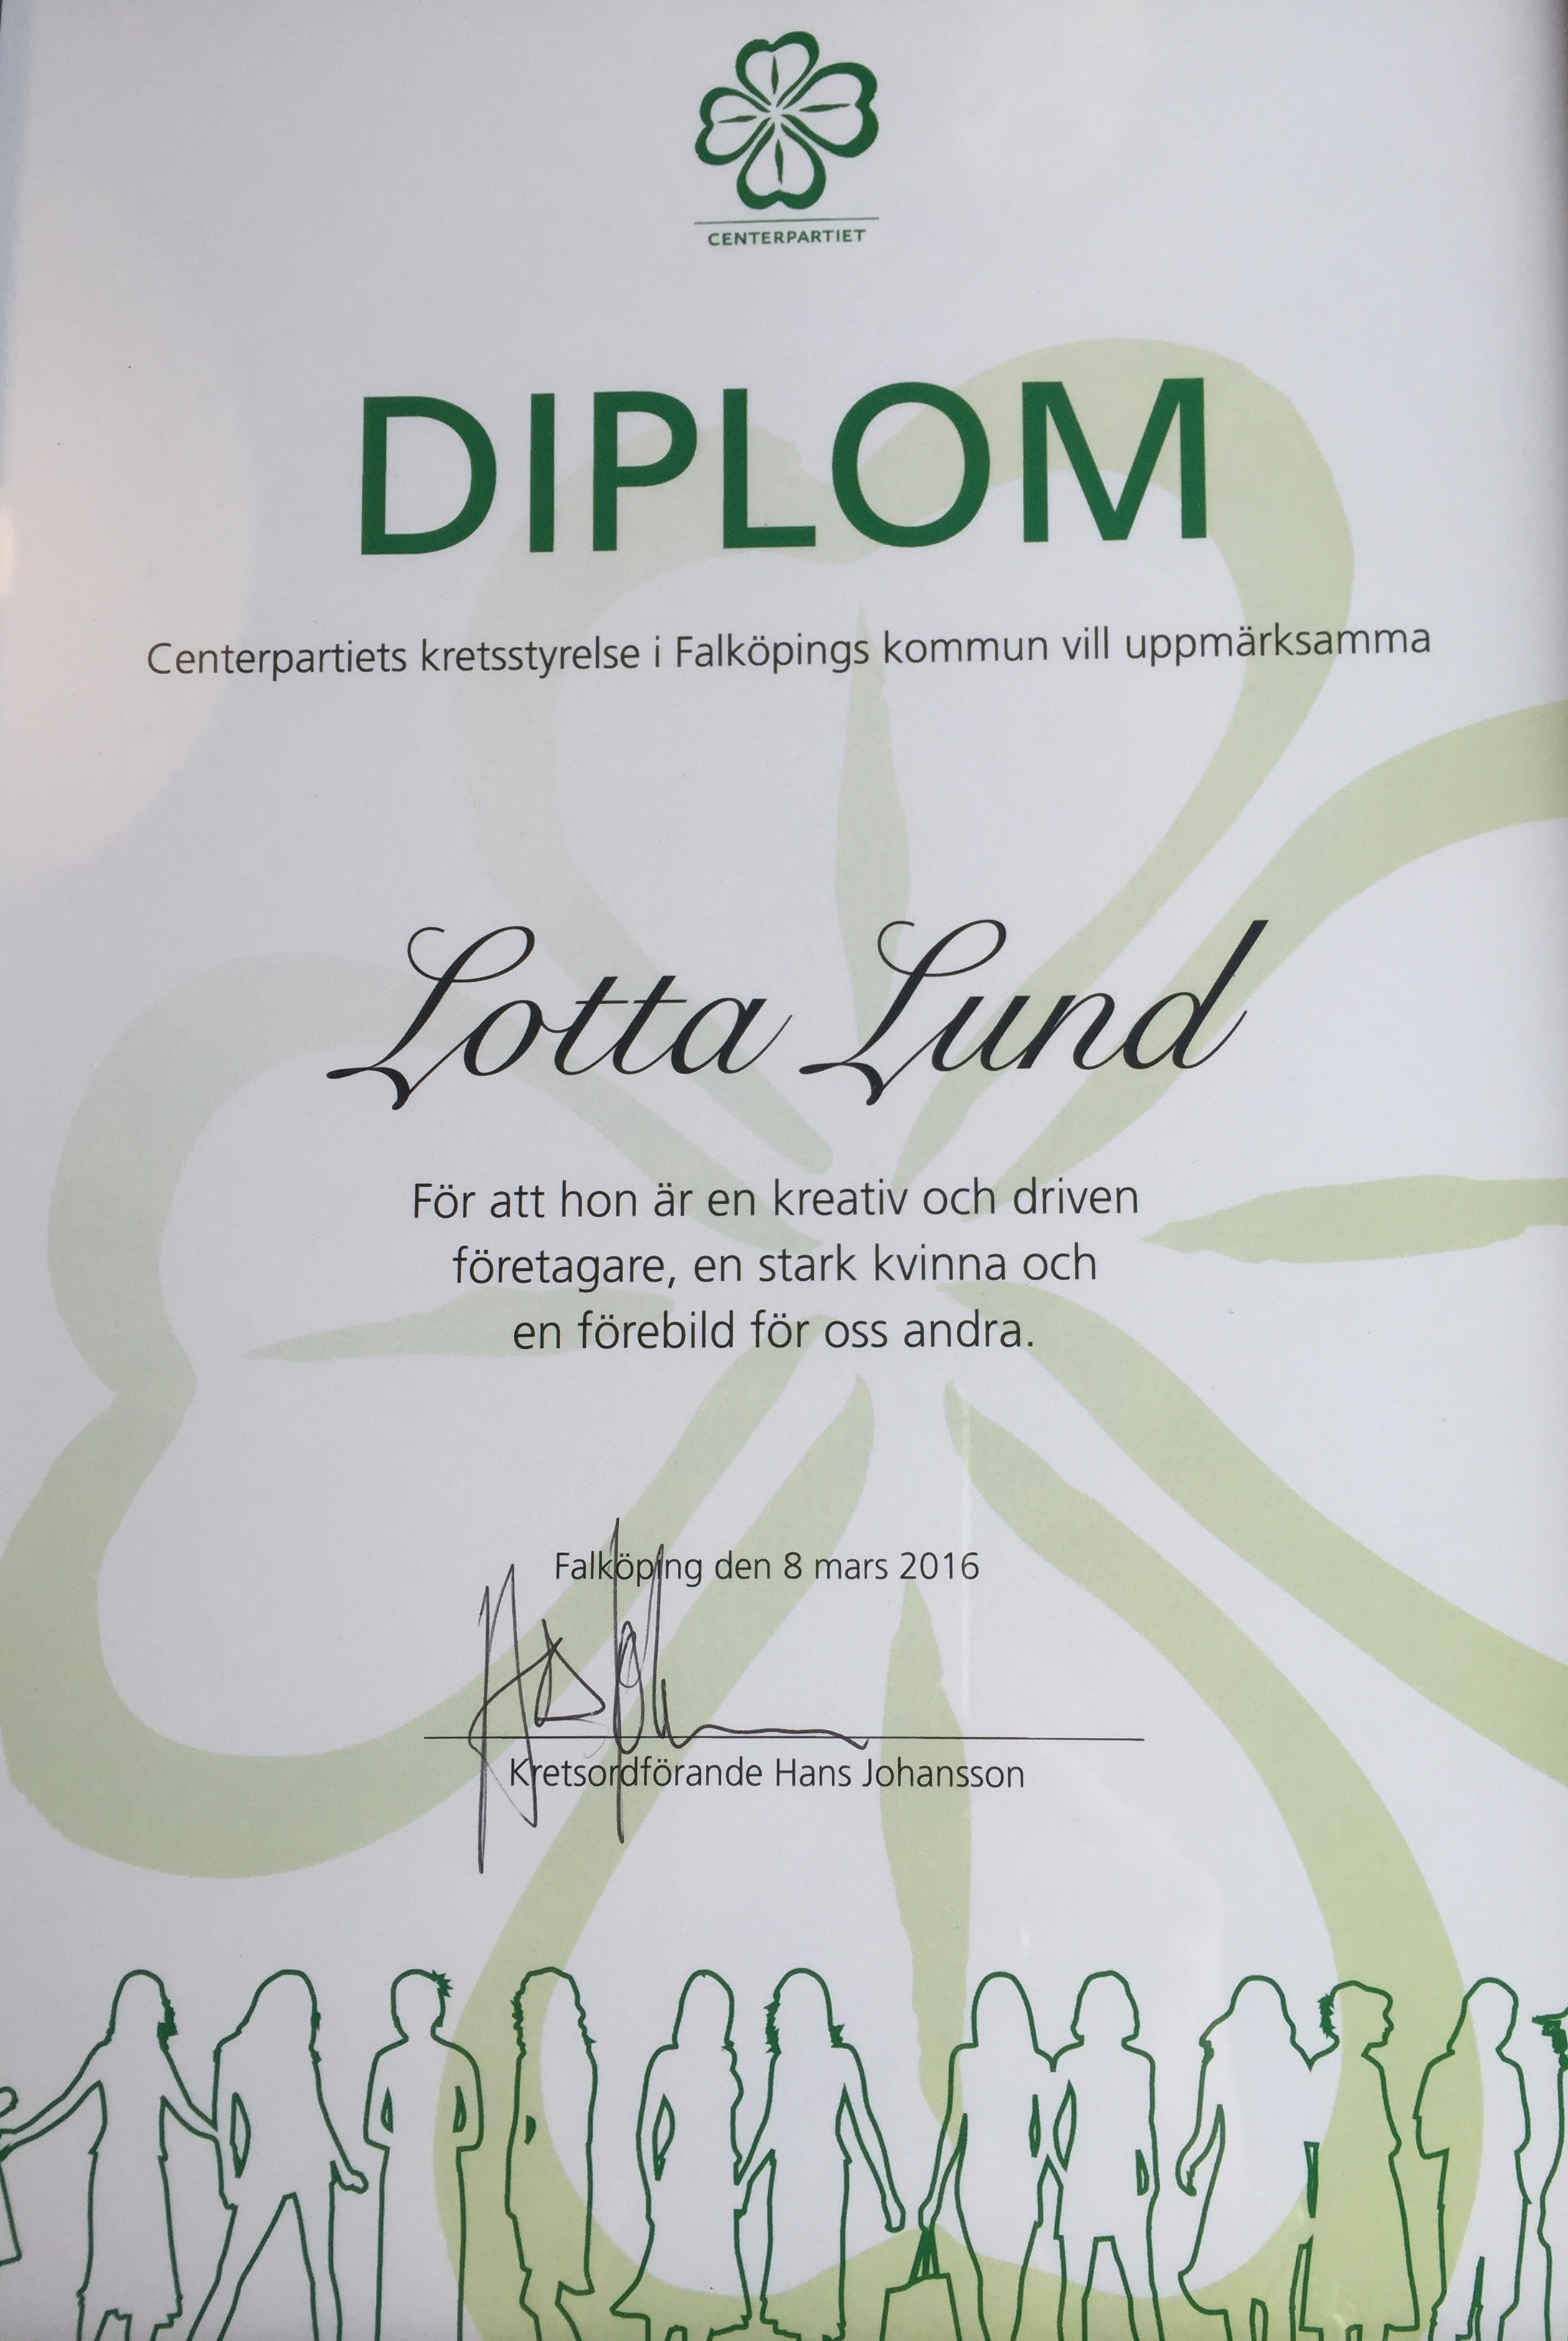 CENTERPARTIET
DIPLOM
Centerpartiets kretsstyrelse i Falköpings kommun vill uppmärksamma
Lotta Lund
För att hon är en kreativ och driven
företagare, en stark kvinna och
en förebild för oss andra.
Falköping den 8 mars 2016
Kretsordförande Hans Johansson